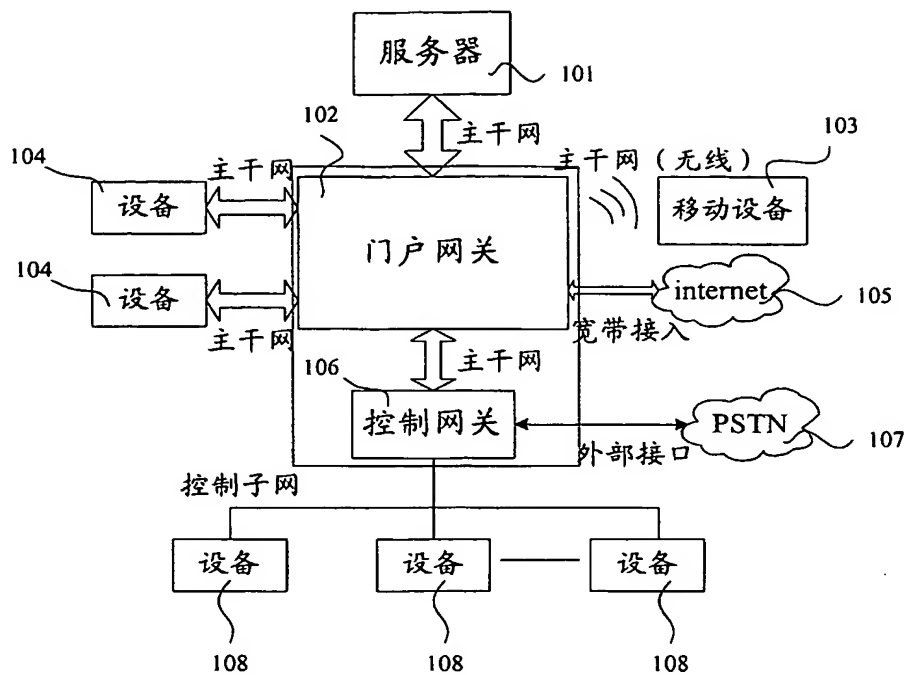 服务器
101
主干网
102
主干网（无线）
103
移动设备
104
主干网
设备
门户网关
104
设备
internet
105
主干网
宽带接入
主干网
106
控制网关
PSTN
107
外部接口
控制子网
设备
设备
设备
108
108
108